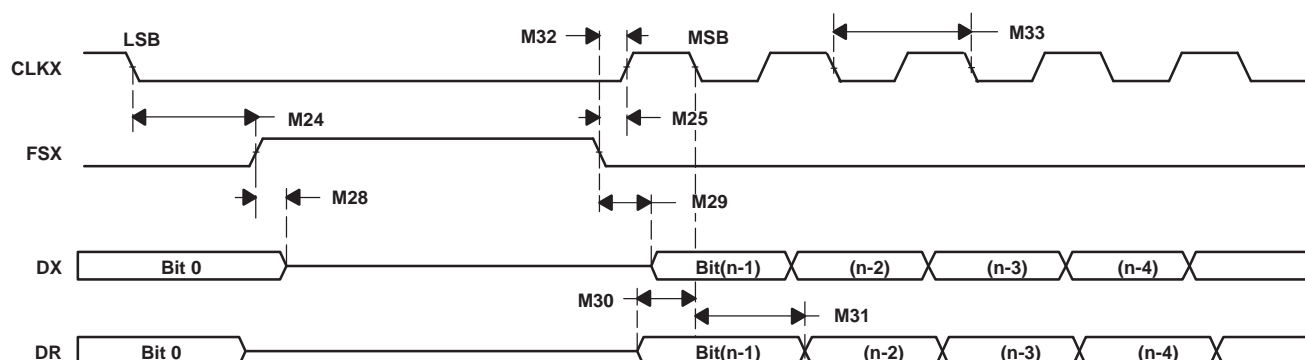 LSB
M32
MSB
M33
CLKX
M24
M25
FSX
M28
M29
DX
Bit 0
Bit(n-1)
(n-2)
(n-3)
(n-4)
M30
M31
DR
Bit 0
Bit(n-1)
(n-2)
(n-3)
(n-4)